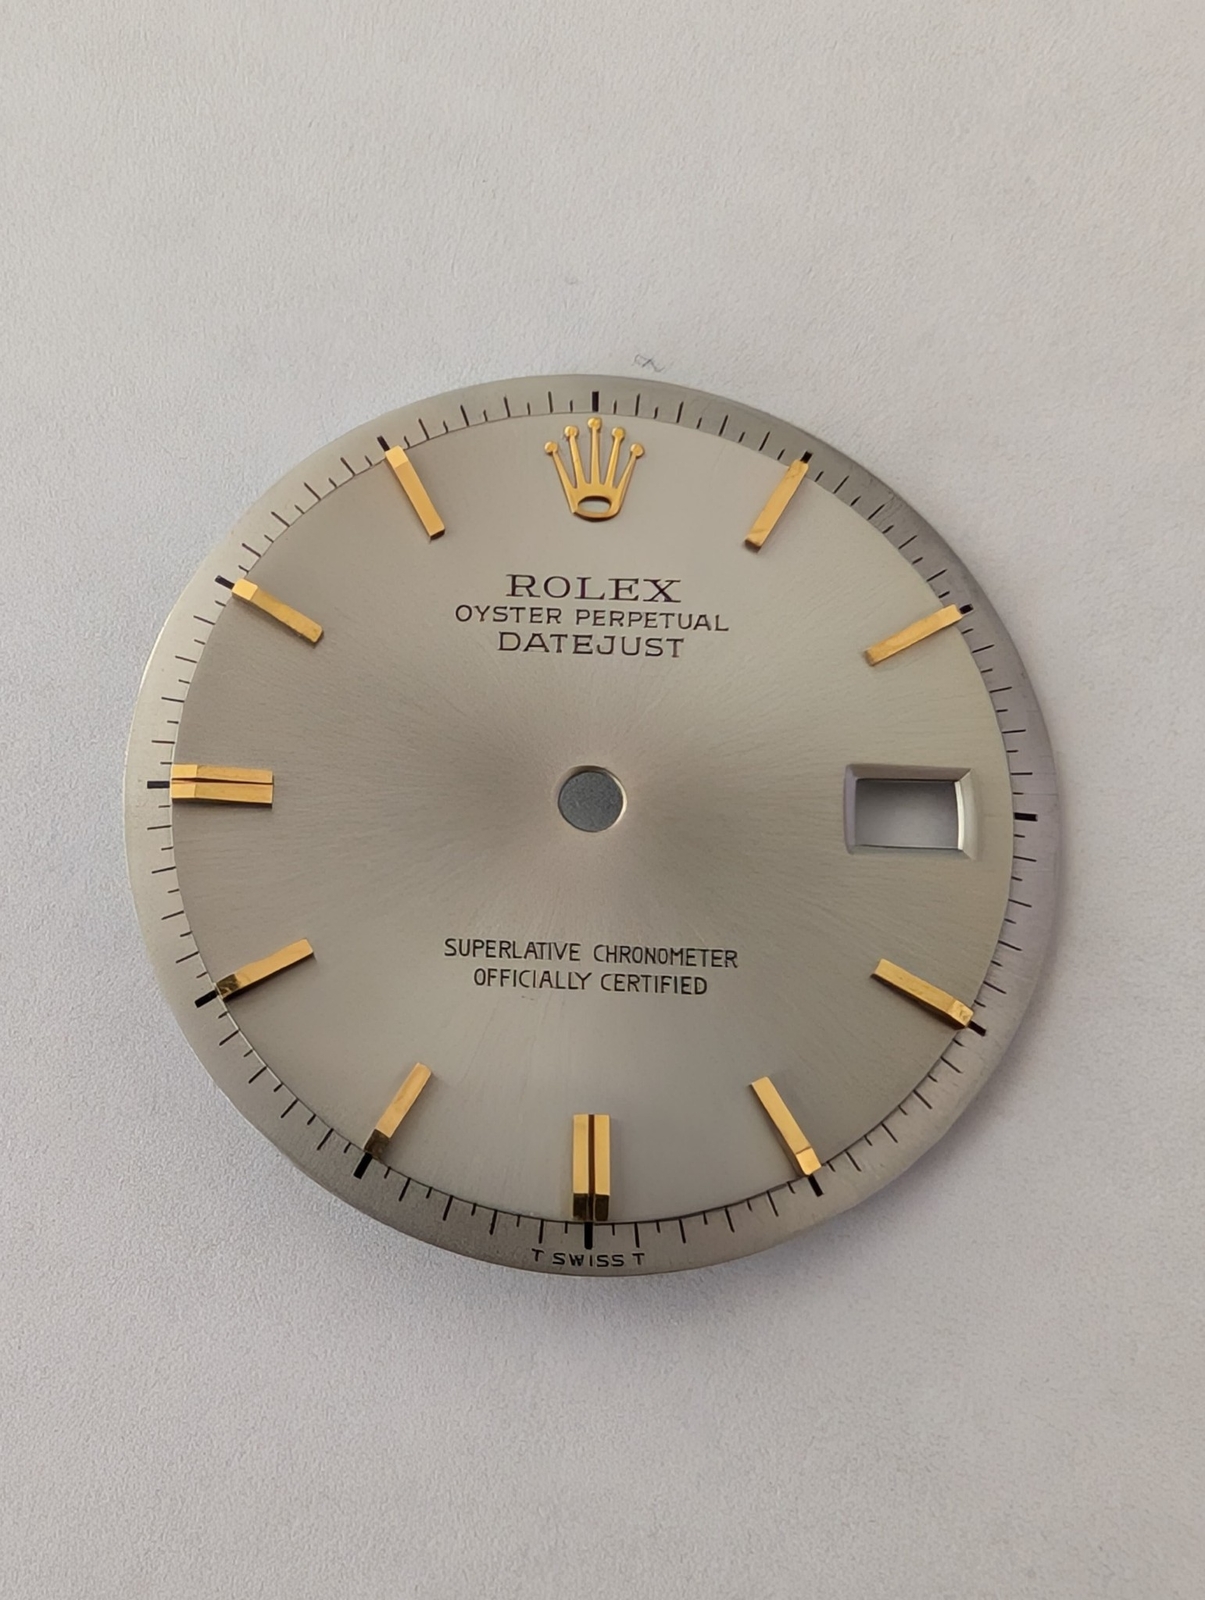 ROLEX
OYSTER PERPETUAL
DATEJUST
SUPERLATIVE CHRONOMETER
OFFICIALLY CERTIFIED
T SWISS T